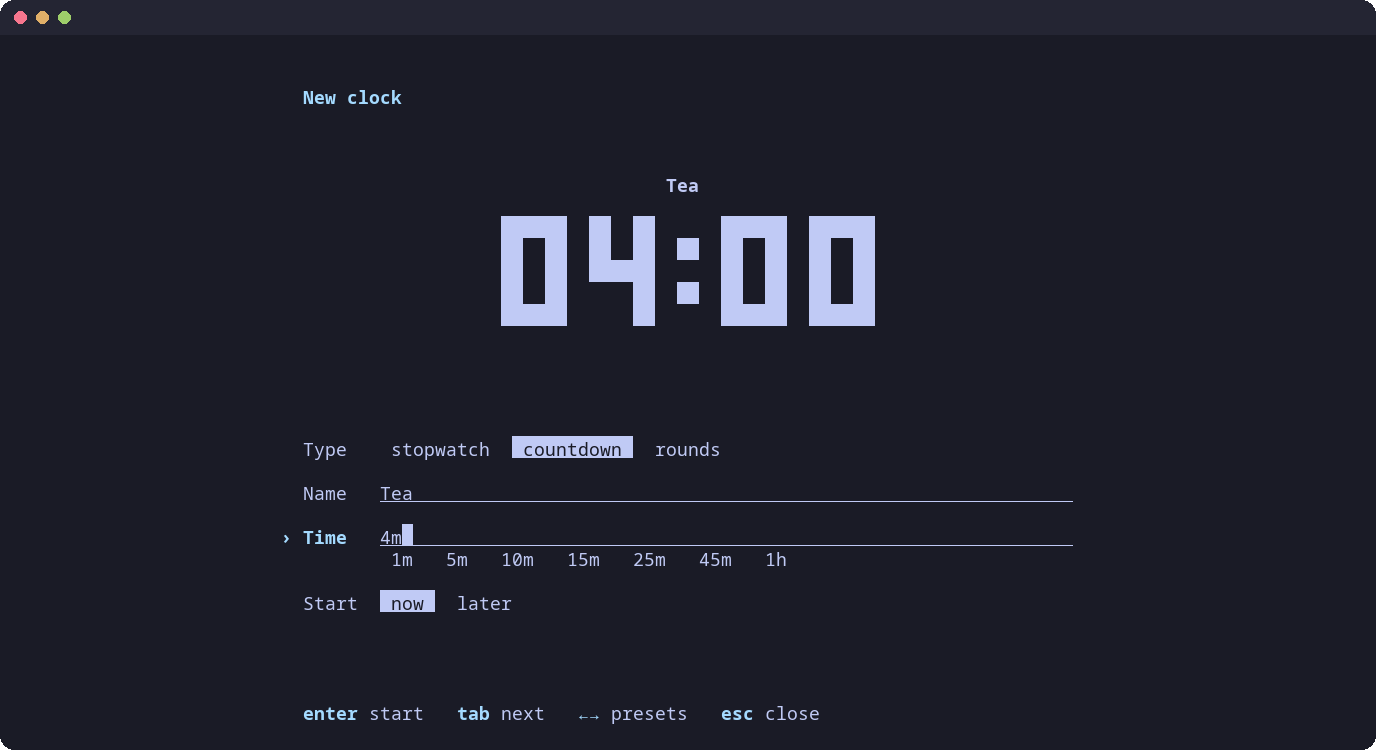 New clock
Tea
04:00
Type stopwatch countdown rounds
Name Tea
› Time 4m
1m 5m 10m 15m 25m 45m 1h
Start now later
enter start tab next ←→ presets esc close